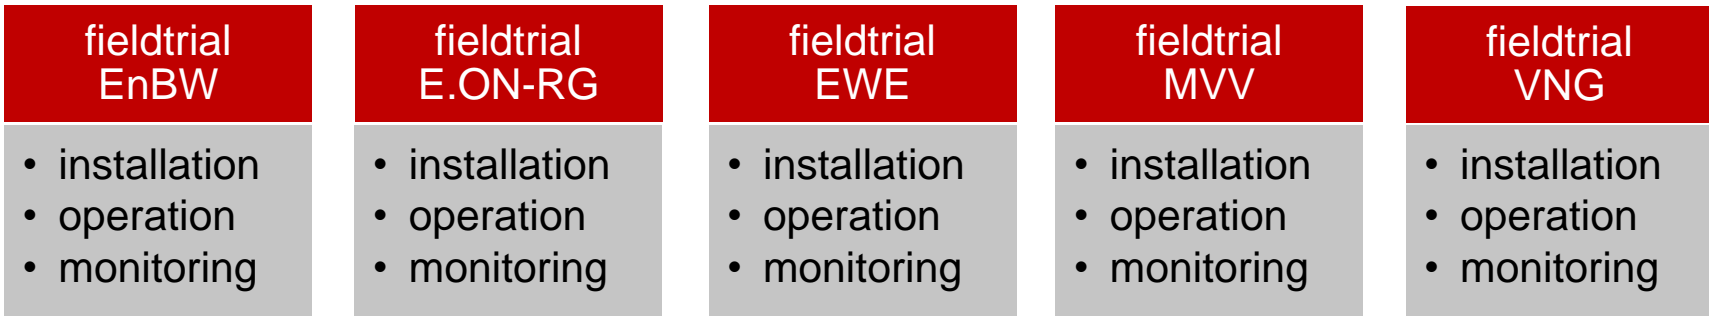 fieldtrial
EnBW
• installation
• operation
• monitoring
fieldtrial
E.ON-RG
• installation
• operation
• monitoring
fieldtrial
EWE
• installation
• operation
• monitoring
fieldtrial
MVV
• installation
• operation
• monitoring
fieldtrial
VNG
• installation
• operation
• monitoring